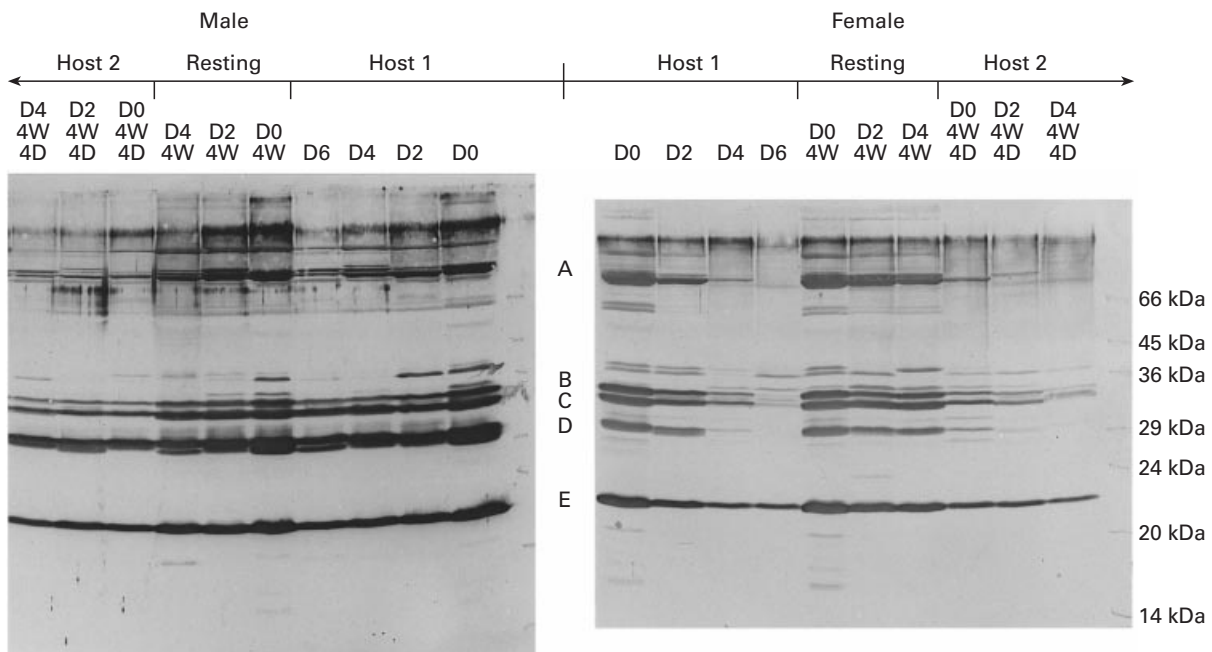 Male Female
Host 2 Resting Host 1 Host 1 Resting Host 2
D4 D2 D0 D0 D2 D4
4W 4W 4W D4 D2 D0 D0 D2 D4 4W 4W 4W
4D 4D 4D 4W 4W 4W D6 D4 D2 D0 D0 D2 D4 D6 4W 4W 4W 4D 4D 4D
A
66 kDa
45 kDa
B 36 kDa
C
D 29 kDa
24 kDa
E
20 kDa
14 kDa